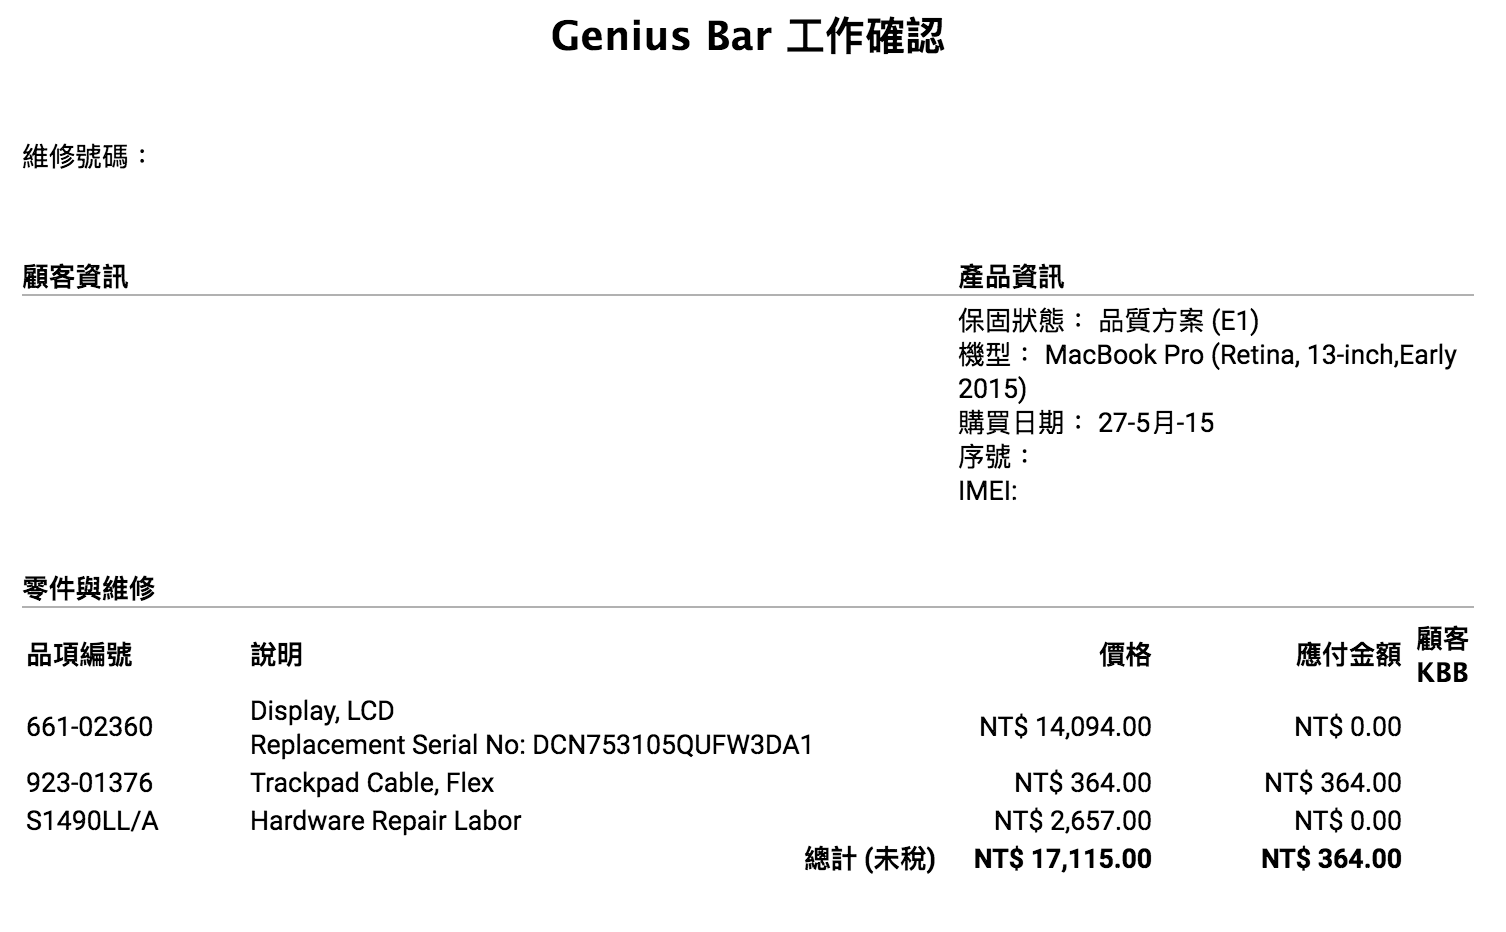 Genius Bar 工作確認
維修號碼：
顧客資訊
產品資訊
保固狀態： 品質方案 (E1)
機型： MacBook Pro (Retina, 13-inch,Early
2015)
購買日期： 27-5月-15
序號：
IMEI:
零件與維修
品項編號 說明 價格 應付金額 顧客
KBB
661-02360 Display, LCD NT$ 14,094.00 NT$ 0.00
Replacement Serial No: DCN753105QUFW3DA1
923-01376 Trackpad Cable, Flex NT$ 364.00 NT$ 364.00
S1490LL/A Hardware Repair Labor NT$ 2,657.00 NT$ 0.00
總計 (未稅) NT$ 17,115.00 NT$ 364.00